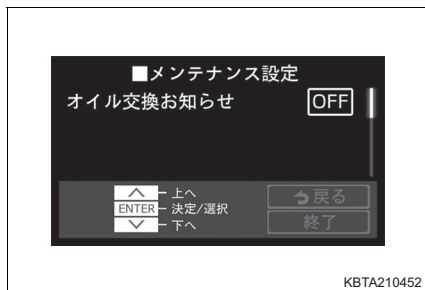 ■メンテナンス設定
オイル交換お知らせ OFF
上へ
ENTER 決定/選択
下へ
戻る
終了
KBTA210452